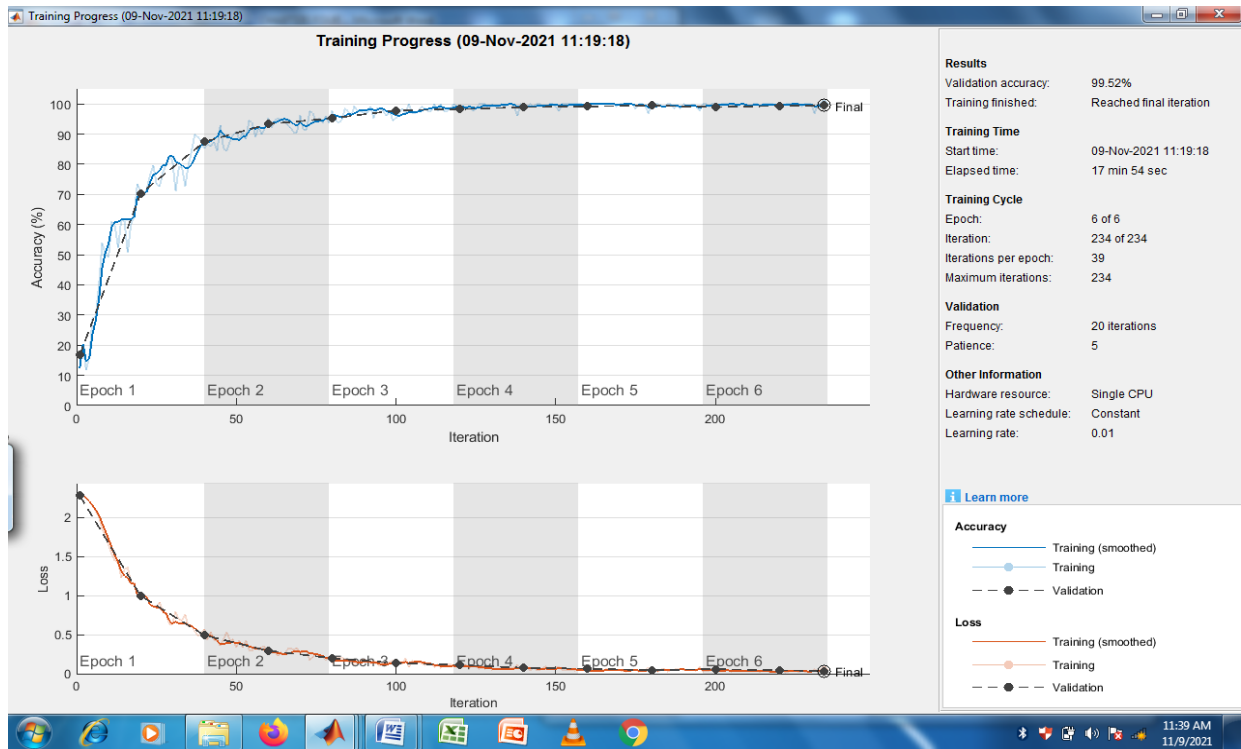 Training Progress (09-Nov-2021 11:19:18)
Training Progress (09-Nov-2021 11:19:18)
100
90
80
70
60
50
40
30
20
10
0
Accuracy (%)
Final
Epoch 1 Epoch 2 Epoch 3 Epoch 4 Epoch 5 Epoch 6
0 50 100 150 200
Iteration
2
1.5
1
0.5
0
Loss
Final
Epoch 1 Epoch 2 Epoch 3 Epoch 4 Epoch 5 Epoch 6
0 50 100 150 200
Iteration
Results
Validation accuracy: 99.52%
Training finished: Reached final iteration
Training Time
Start time: 09-Nov-2021 11:19:18
Elapsed time: 17 min 54 sec
Training Cycle
Epoch: 6 of 6
Iteration: 234 of 234
Iterations per epoch: 39
Maximum iterations: 234
Validation
Frequency: 20 iterations
Patience: 5
Other Information
Hardware resource: Single CPU
Learning rate schedule: Constant
Learning rate: 0.01
Learn more
Accuracy
Training (smoothed)
Training
Validation
Loss
Training (smoothed)
Training
Validation
11:39 AM
11/9/2021